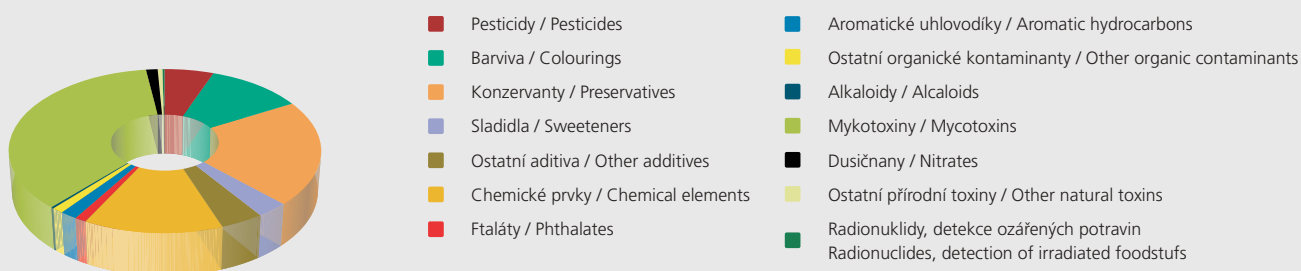 Pesticidy / Pesticides
Barviva / Colourings
Konzervanty / Preservatives
Sladidla / Sweeteners
Ostatní aditiva / Other additives
Chemické prvky / Chemical elements
Ftaláty / Phthalates
Aromatické uhlovodíky / Aromatic hydrocarbons
Ostatní organické kontaminanty / Other organic contaminants
Alkaloidy / Alcaloids
Mykotoxiny / Mycotoxins
Dusičnany / Nitrates
Ostatní přírodní toxiny / Other natural toxins
Radionuklidy, detekce ozářených potravin
Radionuclides, detection of irradiated foodstufs